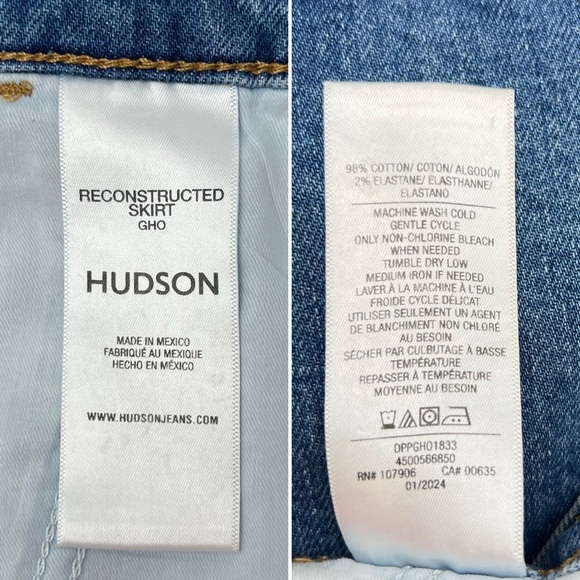 RECONSTRUCTED
SKIRT
GHO
HUDSON
MADE IN MEXICO
FABRIQUÉ AU MEXIQUE
HECHO EN MÉXICO
WWW.HUDSONJEANS.COM
98% COTTON/ COTON/ ALGODÓN
2% ELASTANE/ ÉLASTHANNE/
ELASTANO
MACHINE WASH COLD
GENTLE CYCLE
ONLY NON-CHLORINE BLEACH
WHEN NEEDED
TUMBLE DRY LOW
MEDIUM IRON IF NEEDED
LAVER À LA MACHINE À L'EAU
FROIDE CYCLE DÉLICAT
UTILISER SEULEMENT UN AGENT
DE BLANCHIMENT NON CHLORÉ
AU BESOIN
SÉCHER PAR CULBUTAGE À BASSE
TEMPÉRATURE
REPASSER À TEMPÉRATURE
MOYENNE AU BESOIN
DPPGHO1833
4500566850
RN# 107906 CA# 00635
01/2024